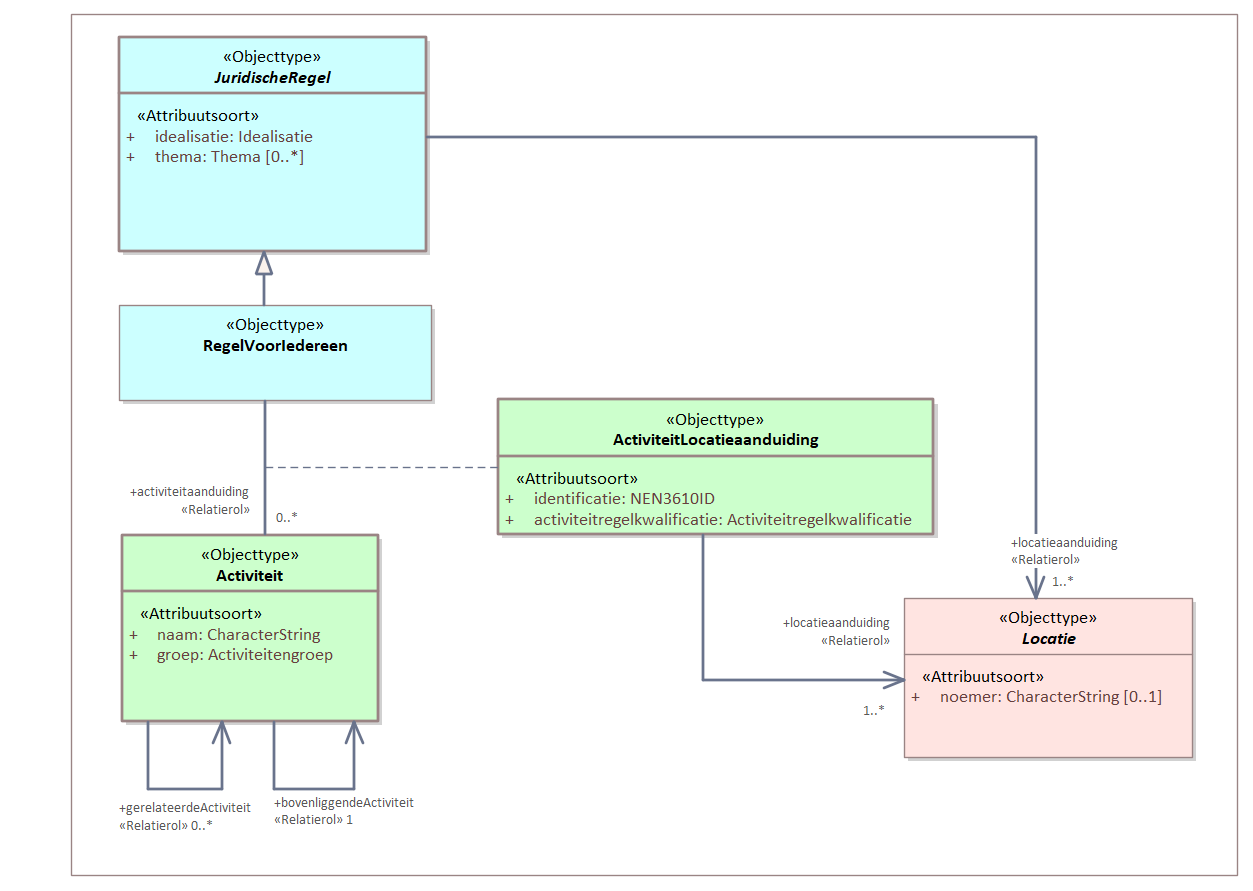 «Objecttype»
JuridischeRegel
«Attribuutsoort»
+ idealisatie: Idealisatie
+ thema: Thema [0..*]
«Objecttype»
RegelVoorIedereen
«Objecttype»
ActiviteitLocatieaanduiding
«Attribuutsoort»
+ identificatie: NEN3610ID
+ activiteitregelkwalificatie: Activiteitregelkwalificatie
+activiteitaanduiding
«Relatierol»
0..*
«Objecttype»
Activiteit
«Attribuutsoort»
+ naam: CharacterString
+ groep: Activiteitengroep
+locatieaanduiding
«Relatierol»
1..*
+locatieaanduiding
«Relatierol»
1..*
«Objecttype»
Locatie
«Attribuutsoort»
+ noemer: CharacterString [0..1]
+gerelateerdeActiviteit
«Relatierol» 0..*
+bovenliggendeActiviteit
«Relatierol» 1